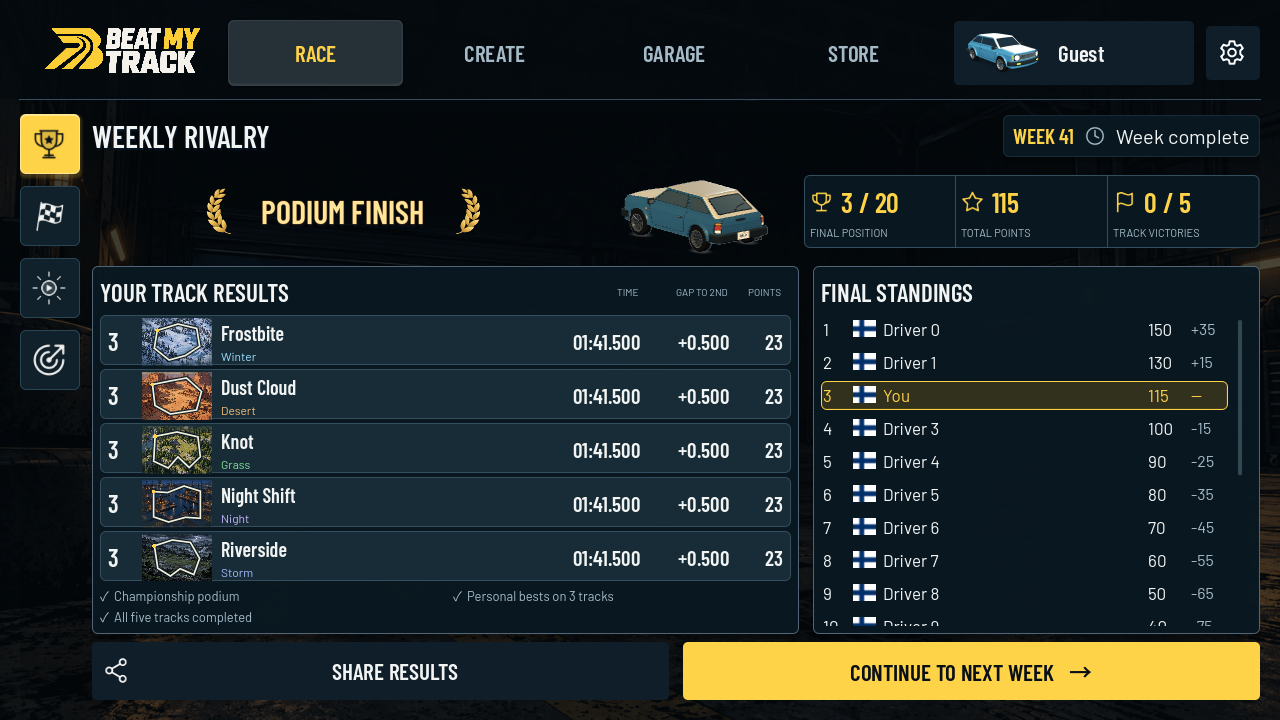 BEAT MY TRACK
RACE
CREATE
GARAGE
STORE
Guest
WEEKLY RIVALRY
WEEK 41 Week complete
PODIUM FINISH
3 / 20
FINAL POSITION
115
TOTAL POINTS
0 / 5
TRACK VICTORIES
YOUR TRACK RESULTS TIME GAP TO 2ND POINTS
3 Frostbite 01:41.500 +0.500 23
Winter
3 Dust Cloud 01:41.500 +0.500 23
Desert
3 Knot 01:41.500 +0.500 23
Grass
3 Night Shift 01:41.500 +0.500 23
Night
3 Riverside 01:41.500 +0.500 23
Storm
✓ Championship podium ✓ Personal bests on 3 tracks
✓ All five tracks completed
FINAL STANDINGS
1 Driver 0 150 +35
2 Driver 1 130 +15
3 You 115 —
4 Driver 3 100 -15
5 Driver 4 90 -25
6 Driver 5 80 -35
7 Driver 6 70 -45
8 Driver 7 60 -55
9 Driver 8 50 -65
10 Driver 9 40 -75
SHARE RESULTS
CONTINUE TO NEXT WEEK →